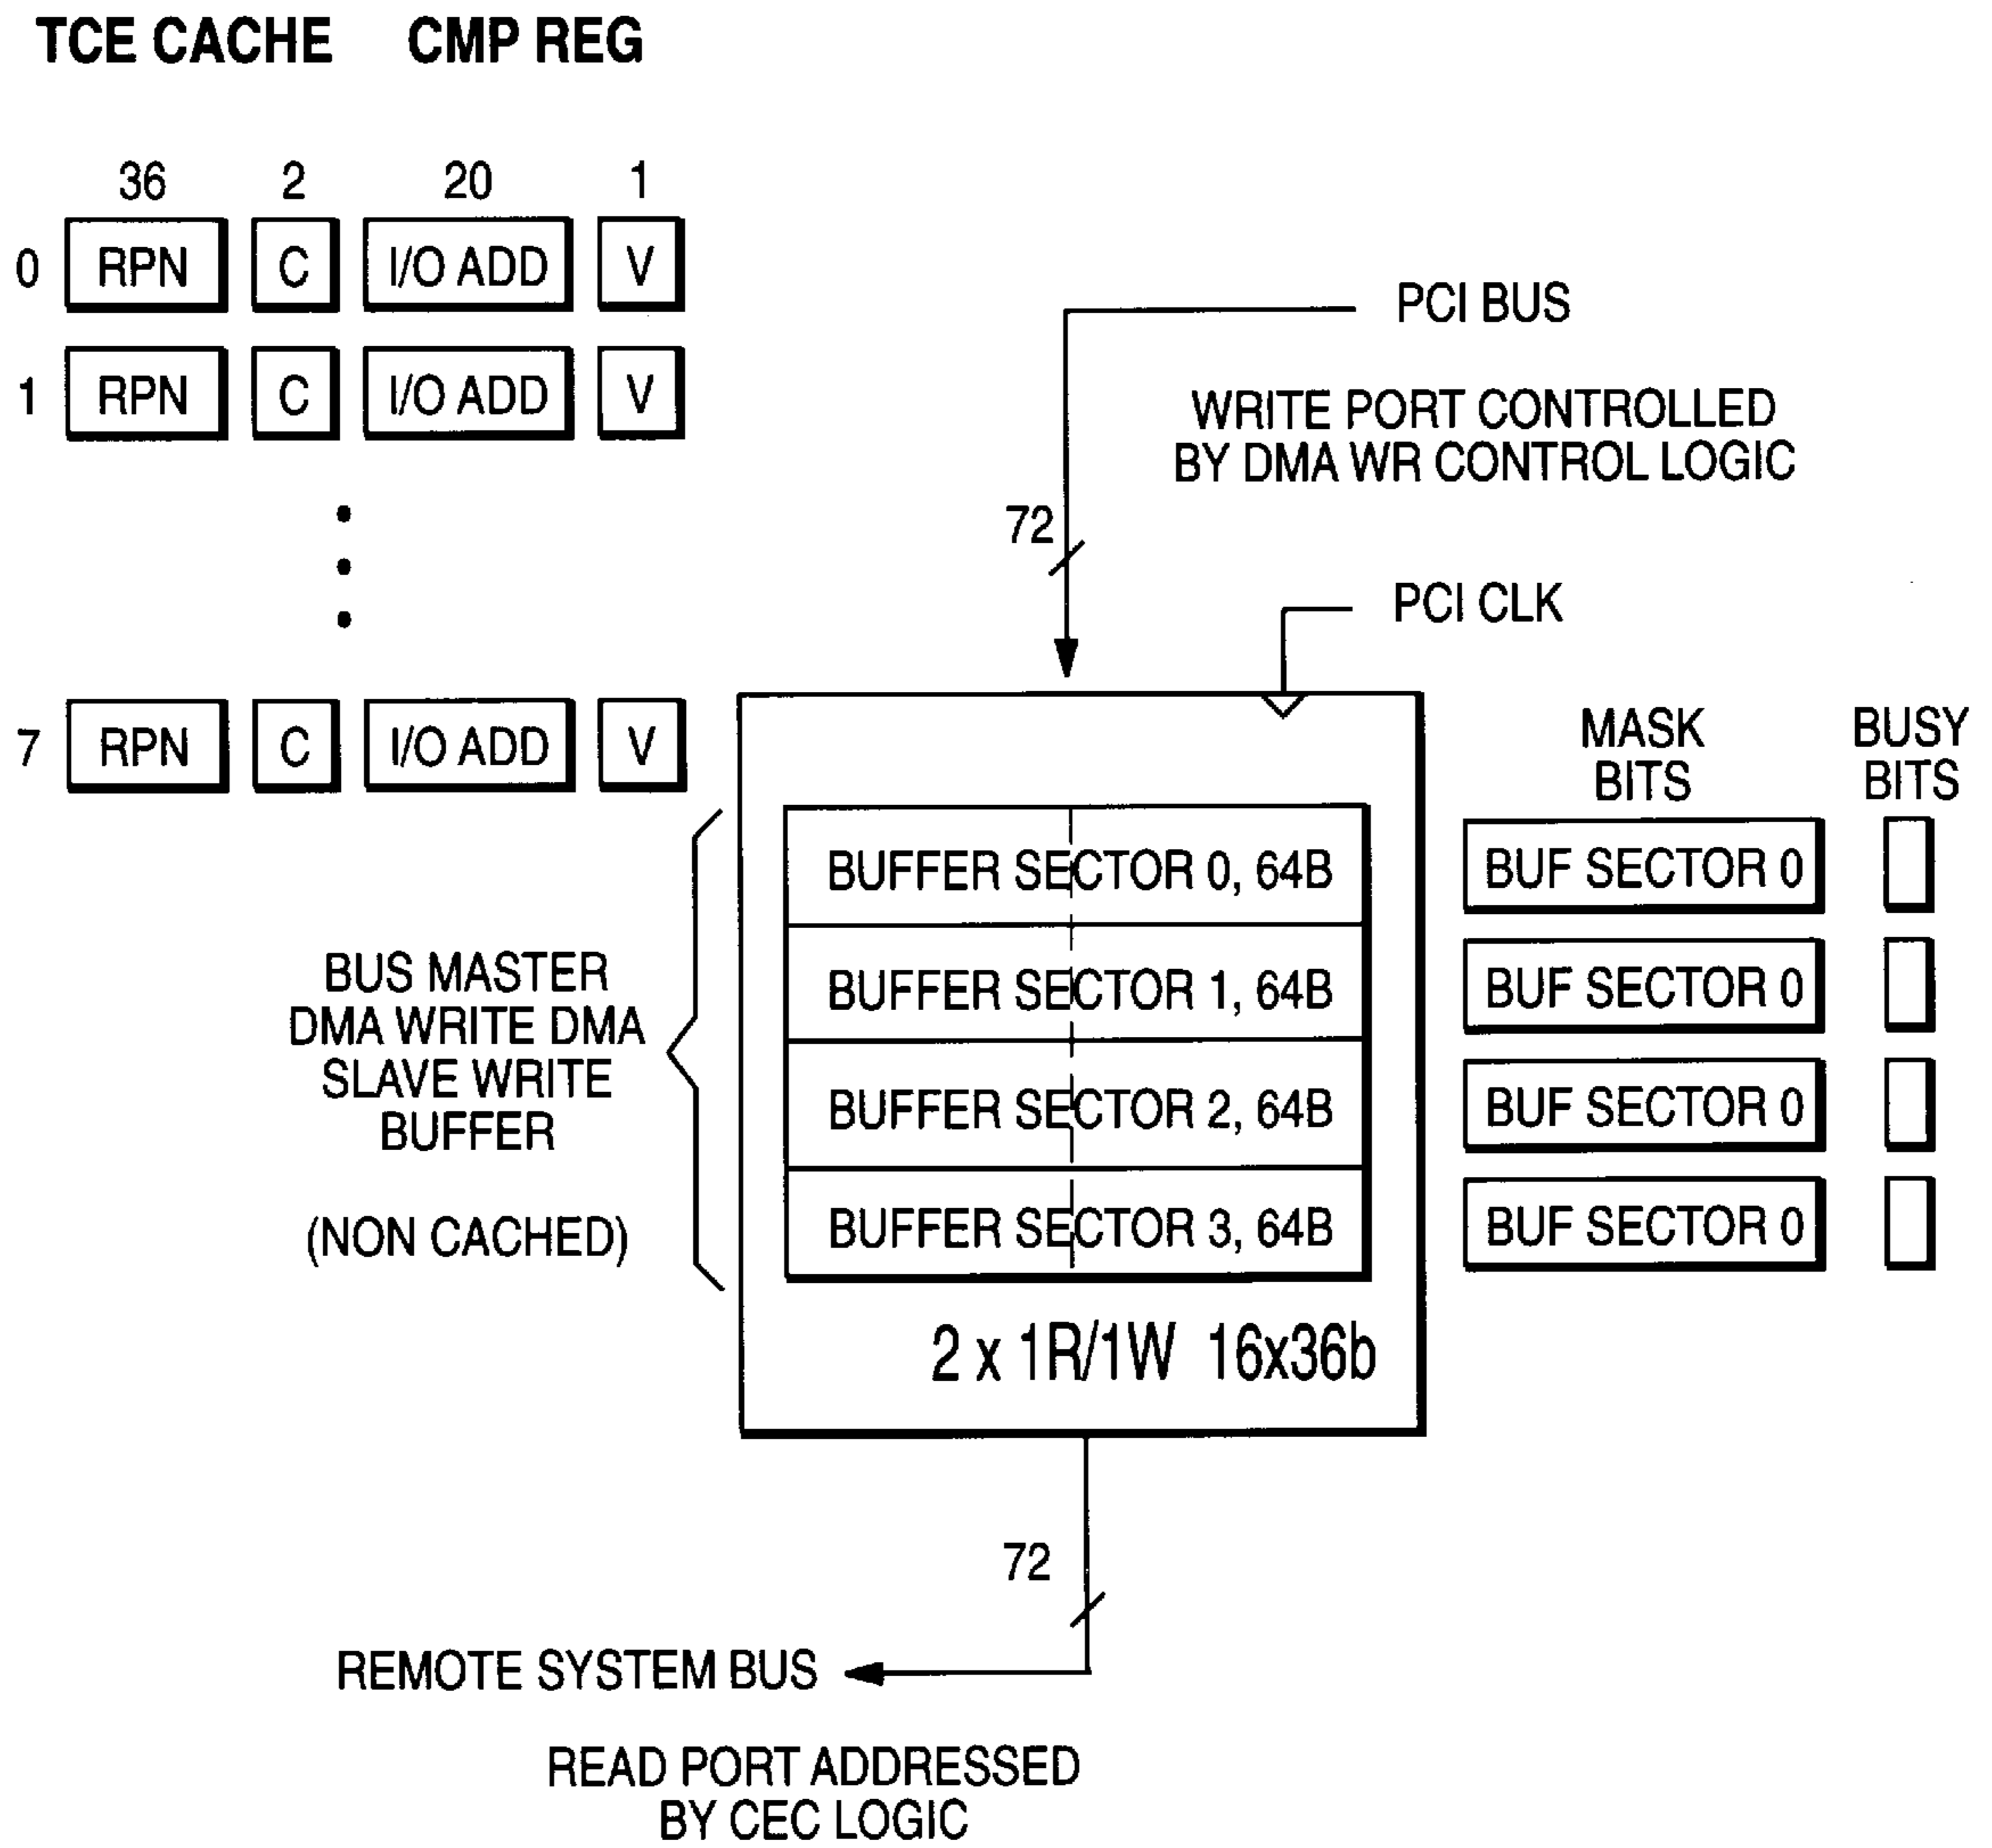 TCE CACHE CMP REG
36 2 20 1
0 RPN C I/O ADD V
1 RPN C I/O ADD V
7 RPN C I/O ADD V
PCI BUS
WRITE PORT CONTROLLED
BY DMA WR CONTROL LOGIC
72
PCI CLK
MASK
BITS
BUSY
BITS
BUS MASTER
DMA WRITE DMA
SLAVE WRITE
BUFFER
(NON CACHED)
BUFFER SECTOR 0, 64B
BUFFER SECTOR 1, 64B
BUFFER SECTOR 2, 64B
BUFFER SECTOR 3, 64B
BUF SECTOR 0
BUF SECTOR 0
BUF SECTOR 0
BUF SECTOR 0
2 x 1R/1W 16x36b
72
REMOTE SYSTEM BUS
READ PORT ADDRESSED
BY CEC LOGIC